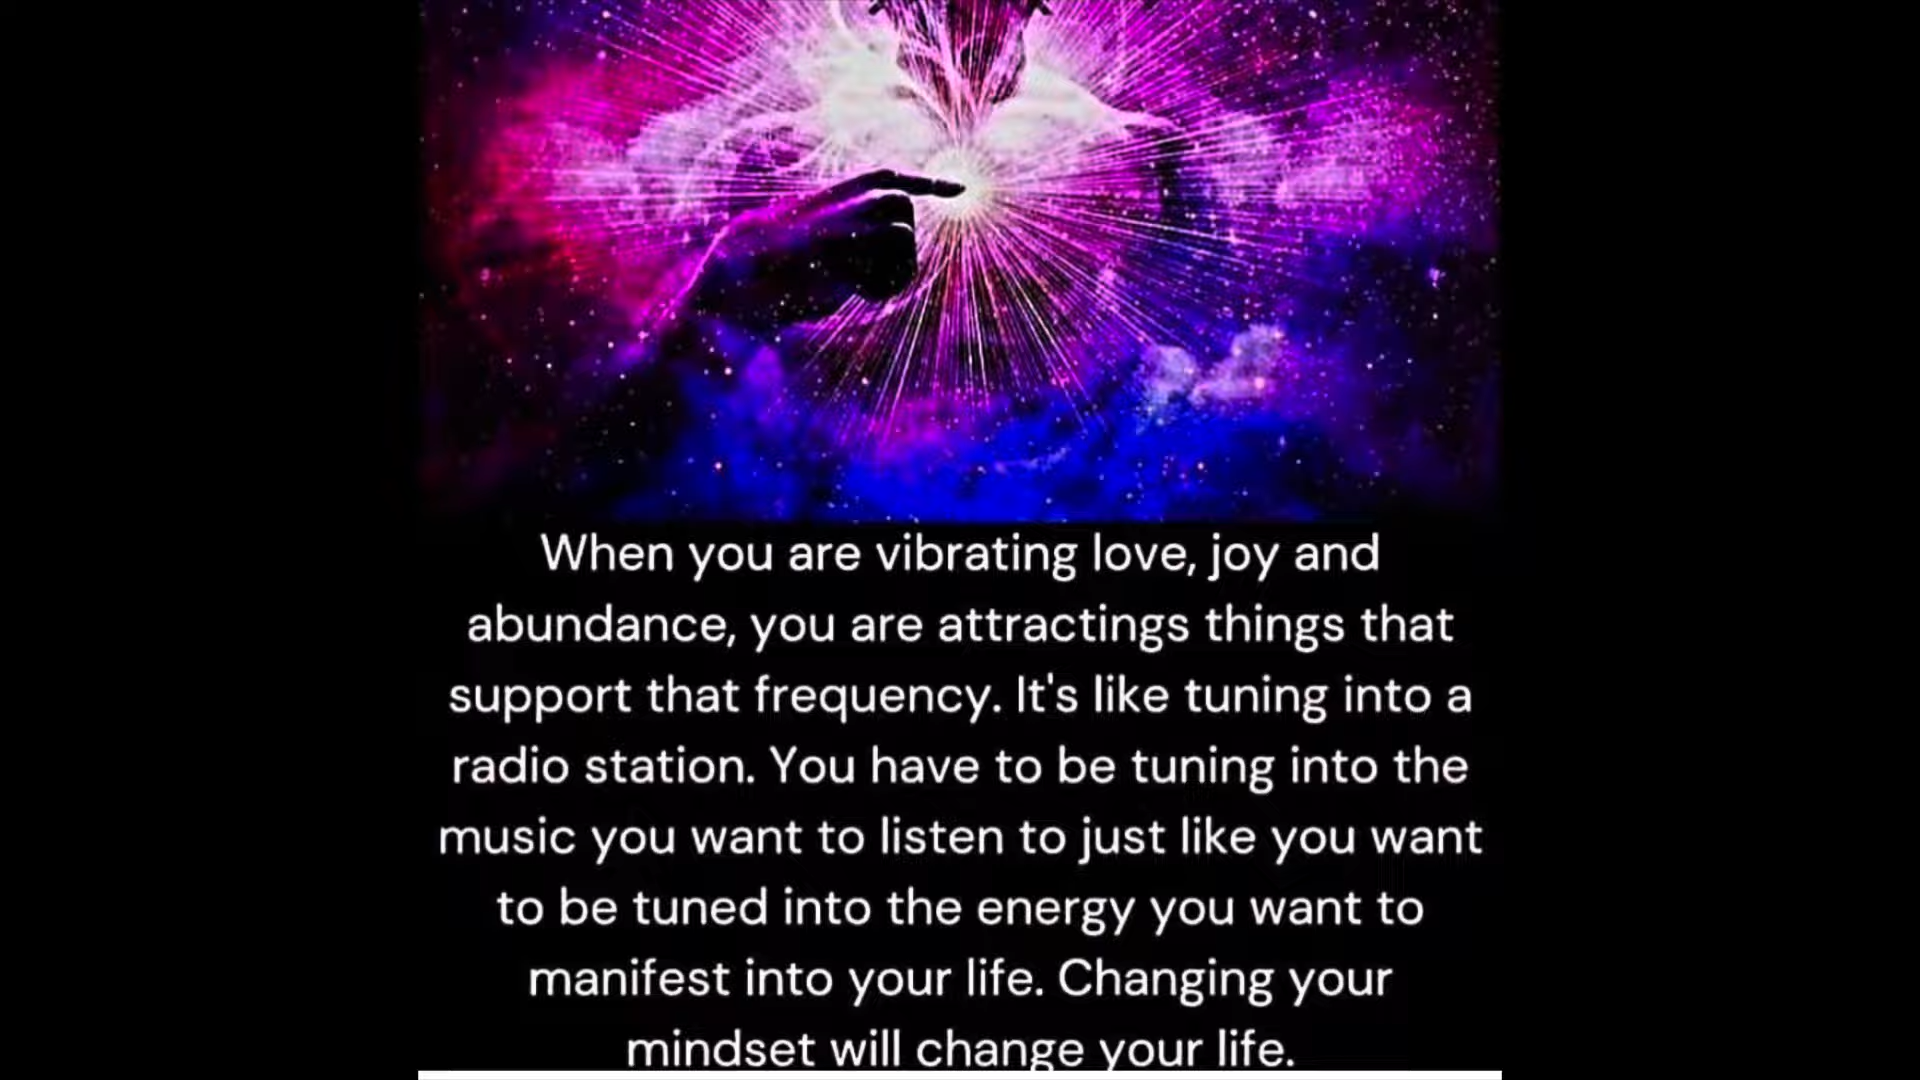 When you are vibrating love, joy and
abundance, you are attractings things that
support that frequency. It's like tuning into a
radio station. You have to be tuning into the
music you want to listen to just like you want
to be tuned into the energy you want to
manifest into your life. Changing your
mindset will change your life.